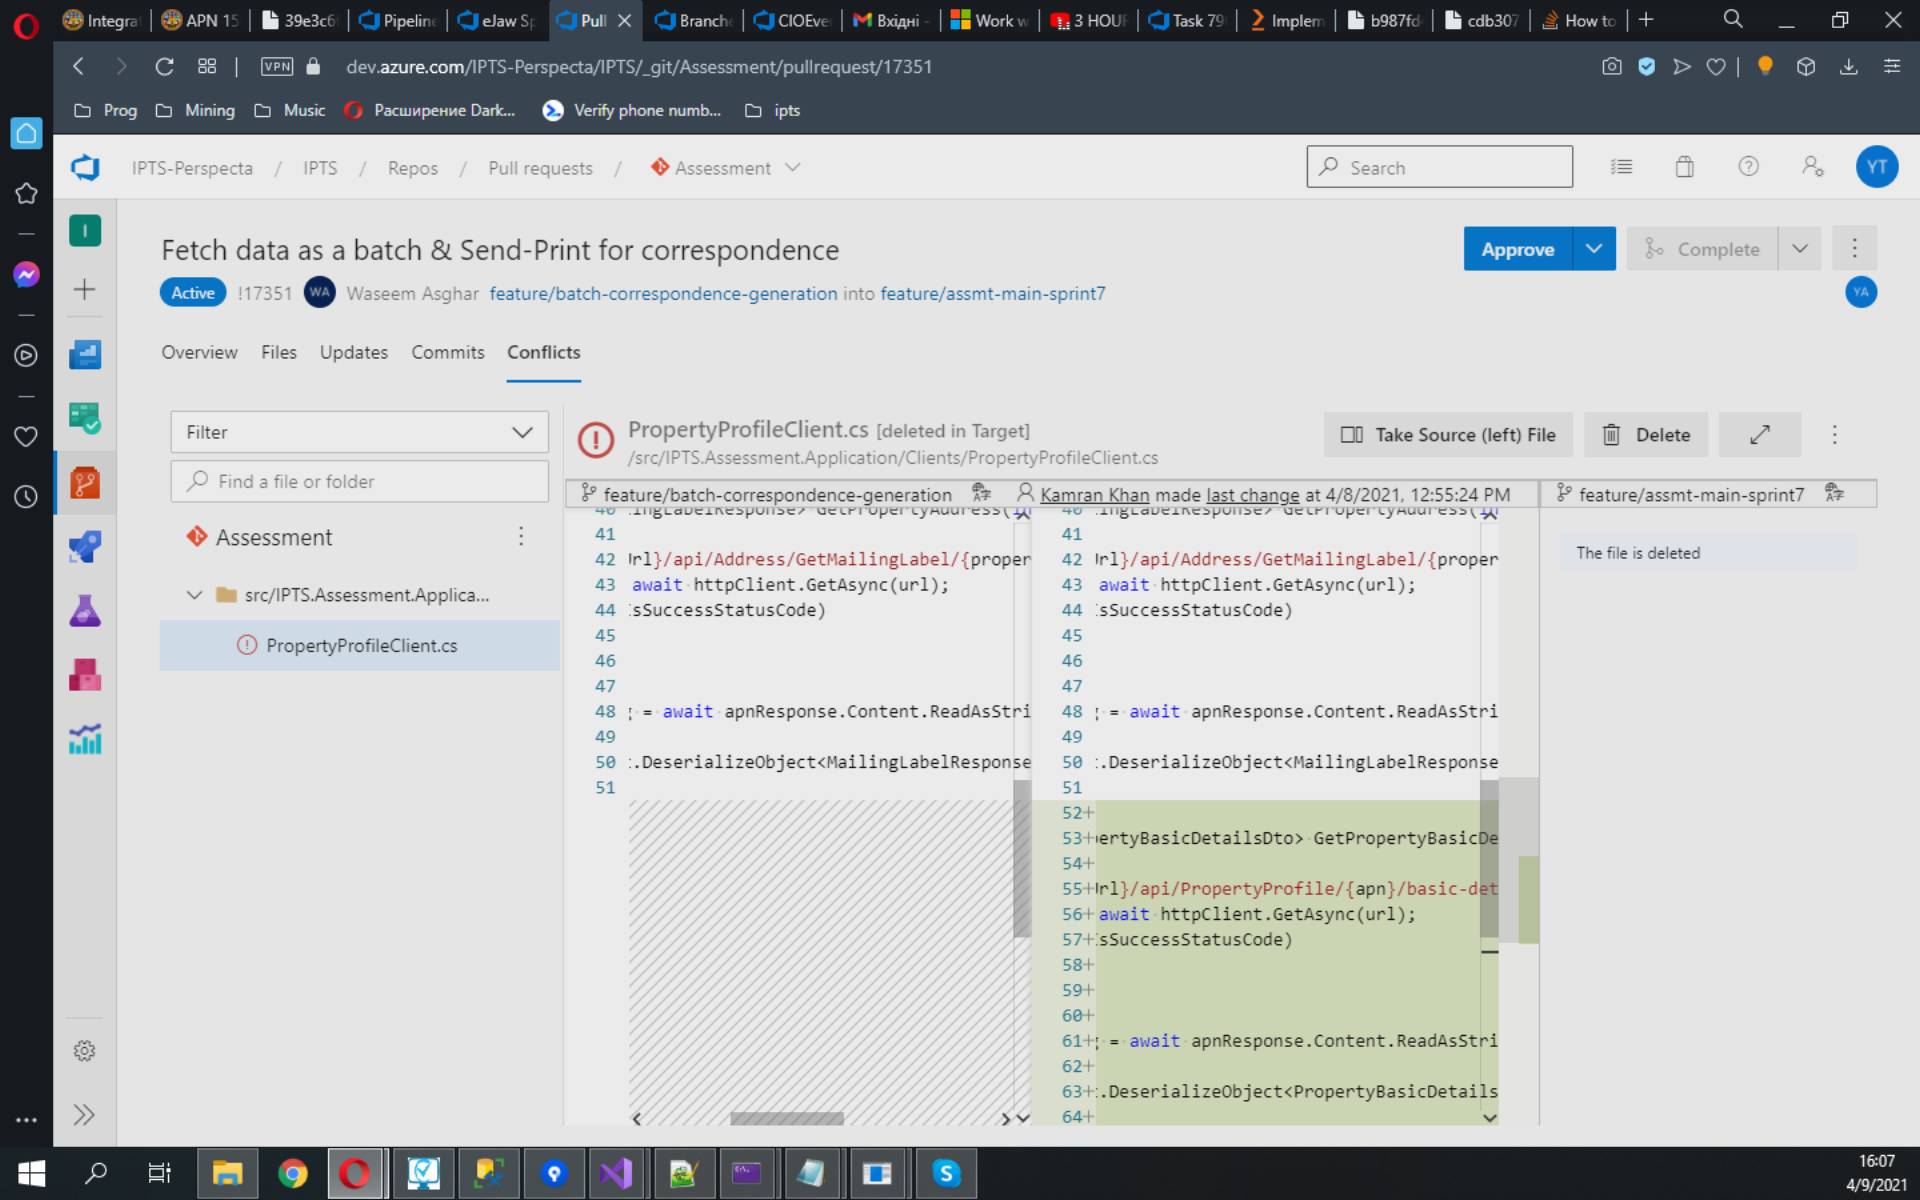 Integrat
APN 15
39e3c6f
Pipeline
eJaw Sp
Pull
Branche
CIOEve
Вхідні -
Work w
3 HOUR
Task 79
Implem
b987fd
cdb307
How to
VPN
dev.azure.com/IPTS-Perspecta/IPTS/_git/Assessment/pullrequest/17351
Prog
Mining
Music
Расширение Dark...
Verify phone numb...
ipts
IPTS-Perspecta / IPTS / Repos / Pull requests / Assessment
Search
YT
I
Fetch data as a batch & Send-Print for correspondence
Approve
Complete
Active !17351 WA Waseem Asghar feature/batch-correspondence-generation into feature/assmt-main-sprint7
YA
Overview Files Updates Commits Conflicts
Filter
Find a file or folder
Assessment
src/IPTS.Assessment.Applica...
PropertyProfileClient.cs
PropertyProfileClient.cs [deleted in Target]
/src/IPTS.Assessment.Application/Clients/PropertyProfileClient.cs
Take Source (left) File
Delete
feature/batch-correspondence-generation
Kamran Khan made last change at 4/8/2021, 12:55:24 PM
feature/assmt-main-sprint7
40 ingLabelResponse> GetPropertyAddress(in
41
42 Url}/api/Address/GetMailingLabel/{proper
43 await httpClient.GetAsync(url);
44 sSuccessStatusCode)
45
46
47
48 = await apnResponse.Content.ReadAsStri
49
50 .DeserializeObject<MailingLabelResponse
51
40 ingLabelResponse> GetPropertyAddress(in
41
42 Url}/api/Address/GetMailingLabel/{proper
43 await httpClient.GetAsync(url);
44 sSuccessStatusCode)
45
46
47
48 = await apnResponse.Content.ReadAsStri
49
50 .DeserializeObject<MailingLabelResponse
51
52+
53+ ertyBasicDetailsDto> GetPropertyBasicDe
54+
55+ Url}/api/PropertyProfile/{apn}/basic-det
56+ await httpClient.GetAsync(url);
57+ sSuccessStatusCode)
58+
59+
60+
61+ = await apnResponse.Content.ReadAsStri
62+
63+ .DeserializeObject<PropertyBasicDetails
64+
The file is deleted
16:07
4/9/2021